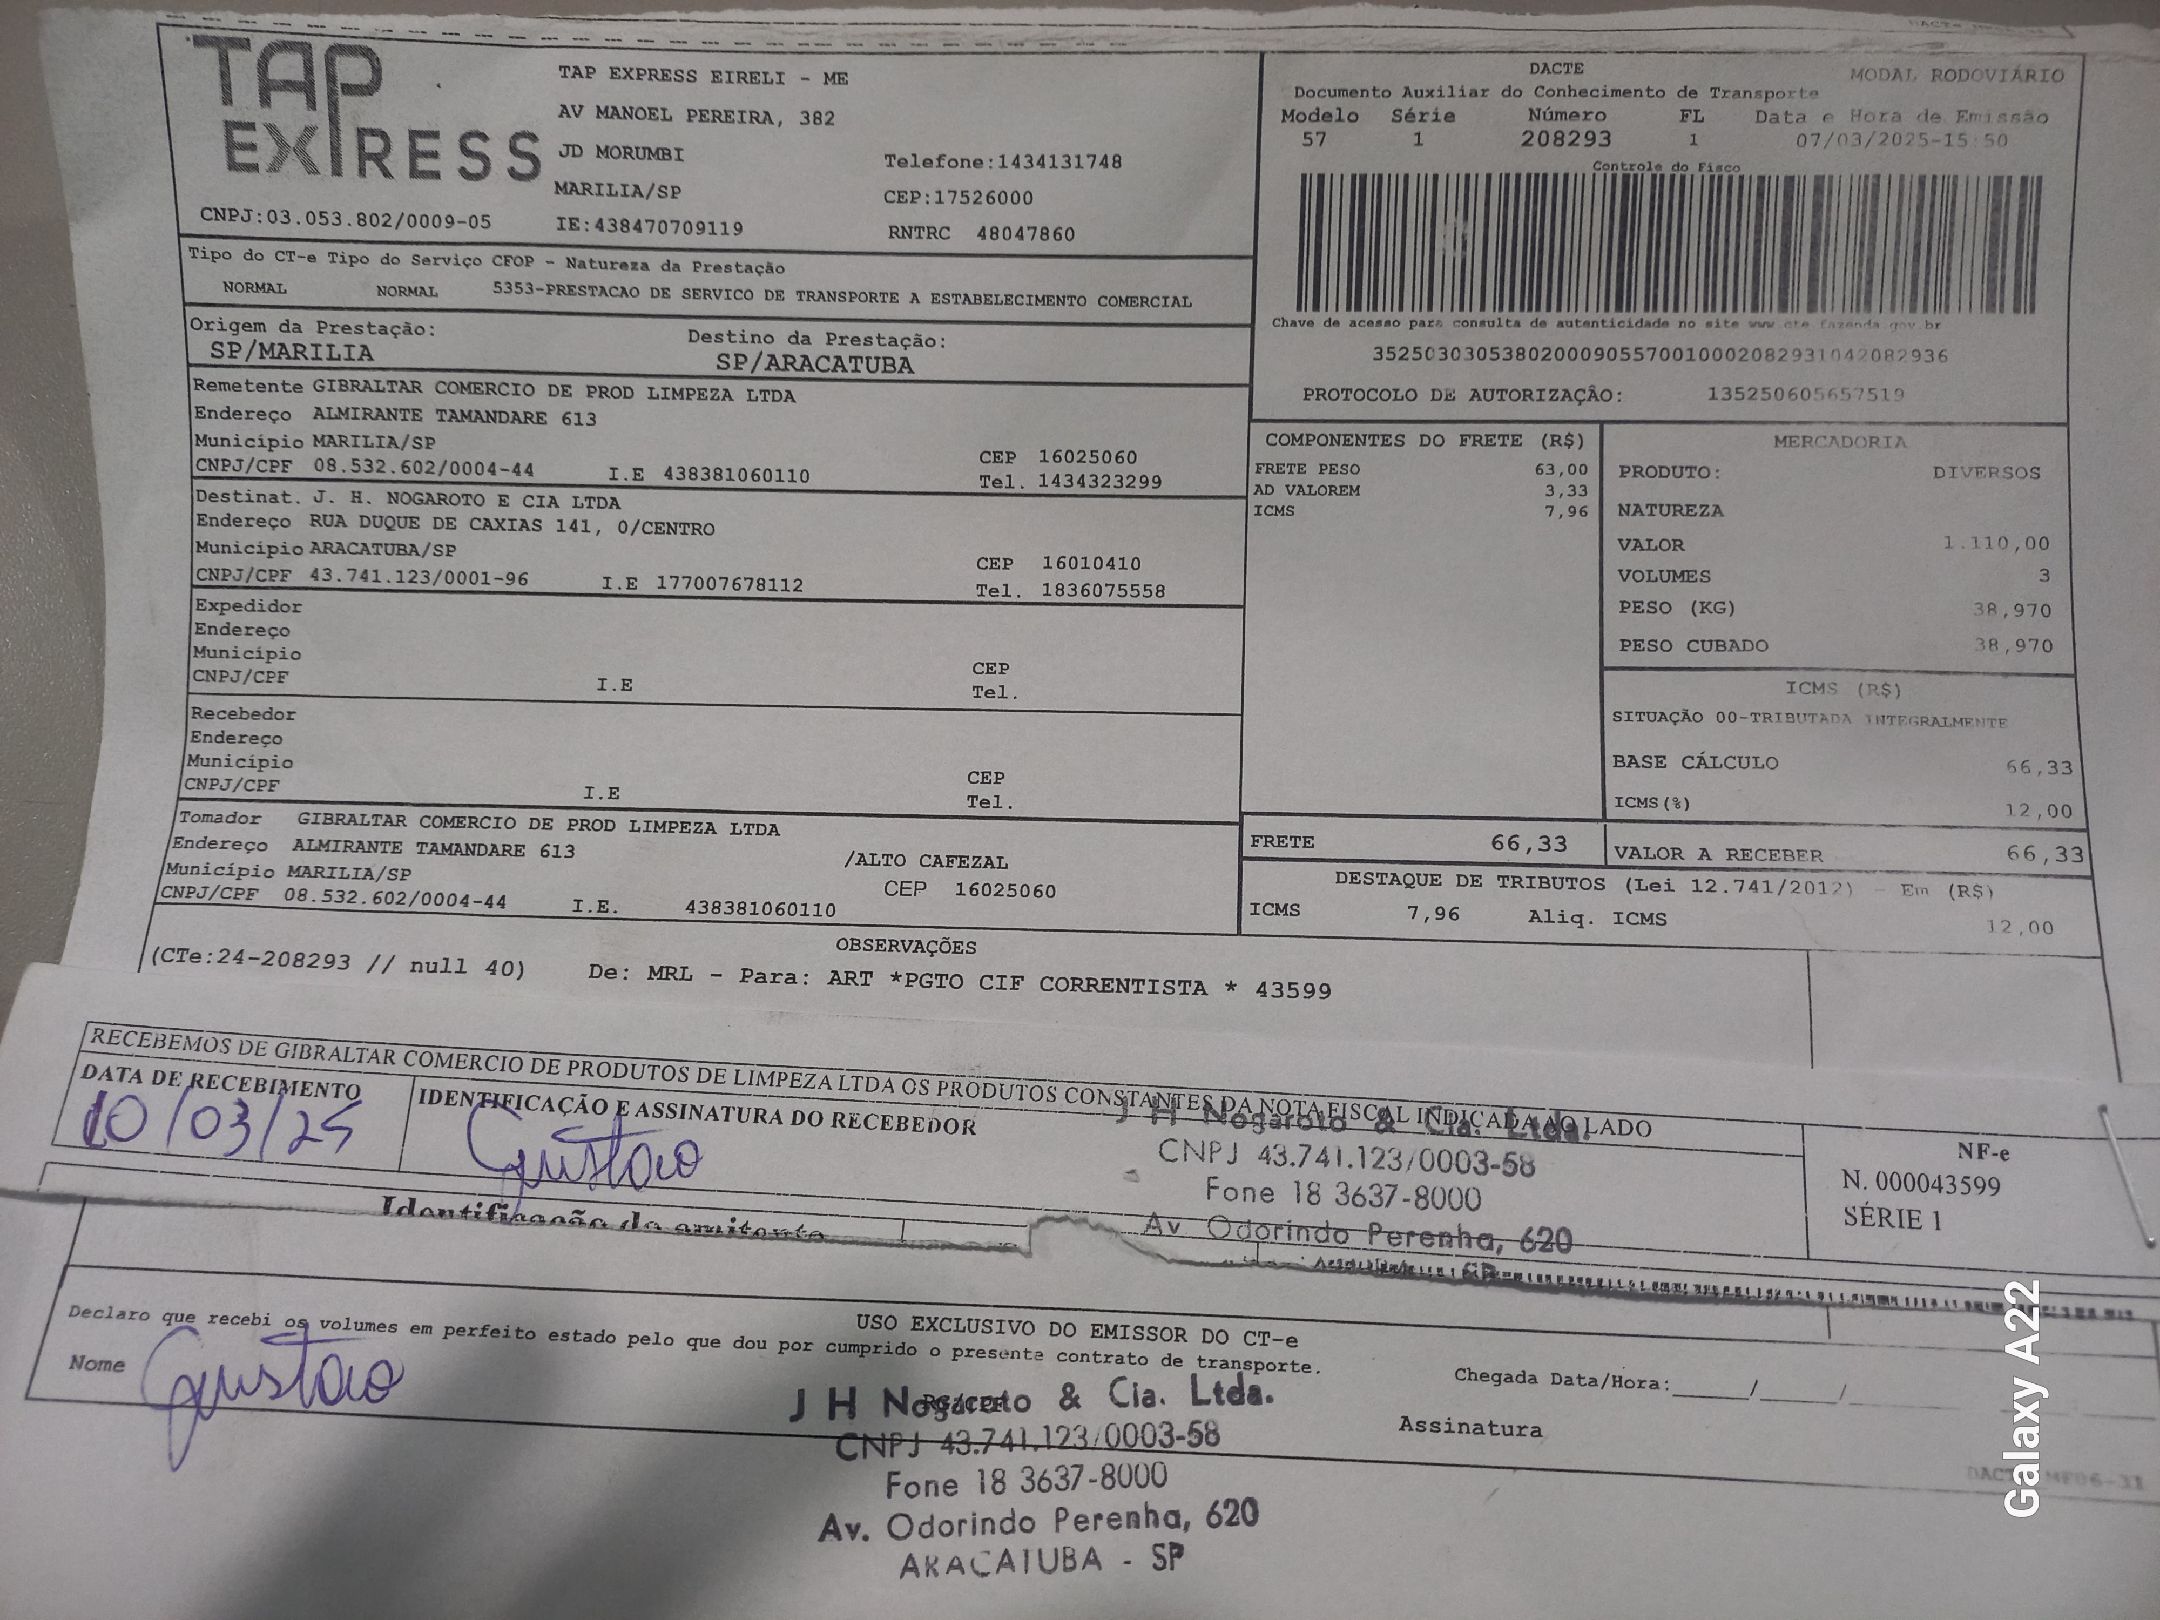 TAP EXPRESS
TAP EXPRESS EIRELI - ME
AV MANOEL PEREIRA, 382
JD MORUMBI
Telefone:1434131748
MARILIA/SP
CEP:17526000
CNPJ:03.053.802/0009-05
IE:438470709119
RNTRC 48047860
DACTE
MODAL RODOVIÁRIO
Documento Auxiliar do Conhecimento de Transporte
Modelo Série Número FL Data e Hora de Emissão
57 1 208293 1 07/03/2025-15:50
Controle do Fisco
Chave de acesso para consulta de autenticidade no site www.cte.fazenda.gov.br
35250303053802000905570010002082931042082936
PROTOCOLO DE AUTORIZAÇÂO: 135250605657519
Tipo do CT-e Tipo do Serviço CFOP - Natureza da Prestação
NORMAL NORMAL 5353-PRESTACAO DE SERVICO DE TRANSPORTE A ESTABELECIMENTO COMERCIAL
Origem da Prestação: Destino da Prestação:
SP/MARILIA SP/ARACATUBA
Remetente GIBRALTAR COMERCIO DE PROD LIMPEZA LTDA
Endereço ALMIRANTE TAMANDARE 613
Município MARILIA/SP CEP 16025060
CNPJ/CPF 08.532.602/0004-44 I.E 438381060110 Tel. 1434323299
Destinat. J. H. NOGAROTO E CIA LTDA
Endereço RUA DUQUE DE CAXIAS 141, 0/CENTRO
Município ARACATUBA/SP CEP 16010410
CNPJ/CPF 43.741.123/0001-96 I.E 177007678112 Tel. 1836075558
Expedidor
Endereço
Município CEP
CNPJ/CPF I.E Tel.
Recebedor
Endereço
Município CEP
CNPJ/CPF I.E Tel.
Tomador GIBRALTAR COMERCIO DE PROD LIMPEZA LTDA
Endereço ALMIRANTE TAMANDARE 613 /ALTO CAFEZAL
Município MARILIA/SP CEP 16025060
CNPJ/CPF 08.532.602/0004-44 I.E. 438381060110
COMPONENTES DO FRETE (R$)
FRETE PESO 63,00
AD VALOREM 3,33
ICMS 7,96
MERCADORIA
PRODUTO: DIVERSOS
NATUREZA
VALOR 1.110,00
VOLUMES 3
PESO (KG) 38,970
PESO CUBADO 38,970
ICMS (R$)
SITUAÇÃO 00-TRIBUTADA INTEGRALMENTE
BASE CÁLCULO 66,33
ICMS(%) 12,00
FRETE 66,33 VALOR A RECEBER 66,33
DESTAQUE DE TRIBUTOS (Lei 12.741/2012) - Em (R$)
ICMS 7,96 Aliq. ICMS 12,00
OBSERVAÇÕES
(CTe:24-208293 // null 40) De: MRL - Para: ART *PGTO CIF CORRENTISTA * 43599
RECEBEMOS DE GIBRALTAR COMERCIO DE PRODUTOS DE LIMPEZA LTDA OS PRODUTOS CONSTANTES DA NOTA FISCAL INDICADA AO LADO
DATA DE RECEBIMENTO IDENTIFICAÇÃO E ASSINATURA DO RECEBEDOR
10/03/25 Gustavo
J H Nogaroto & Cia. Ltda.
CNPJ 43.741.123/0003-58
Fone 18 3637-8000
Av. Odorindo Perenha, 620
NF-e
N. 000043599
SÉRIE 1
Identificação do emitente
USO EXCLUSIVO DO EMISSOR DO CT-e
Declaro que recebi os volumes em perfeito estado pelo que dou por cumprido o presente contrato de transporte.
Nome Gustavo
Chegada Data/Hora:______/______/
Assinatura
J H Nogaroto & Cia. Ltda.
CNPJ 43.741.123/0003-58
Fone 18 3637-8000
Av. Odorindo Perenha, 620
ARACATUBA - SP
Galaxy A22